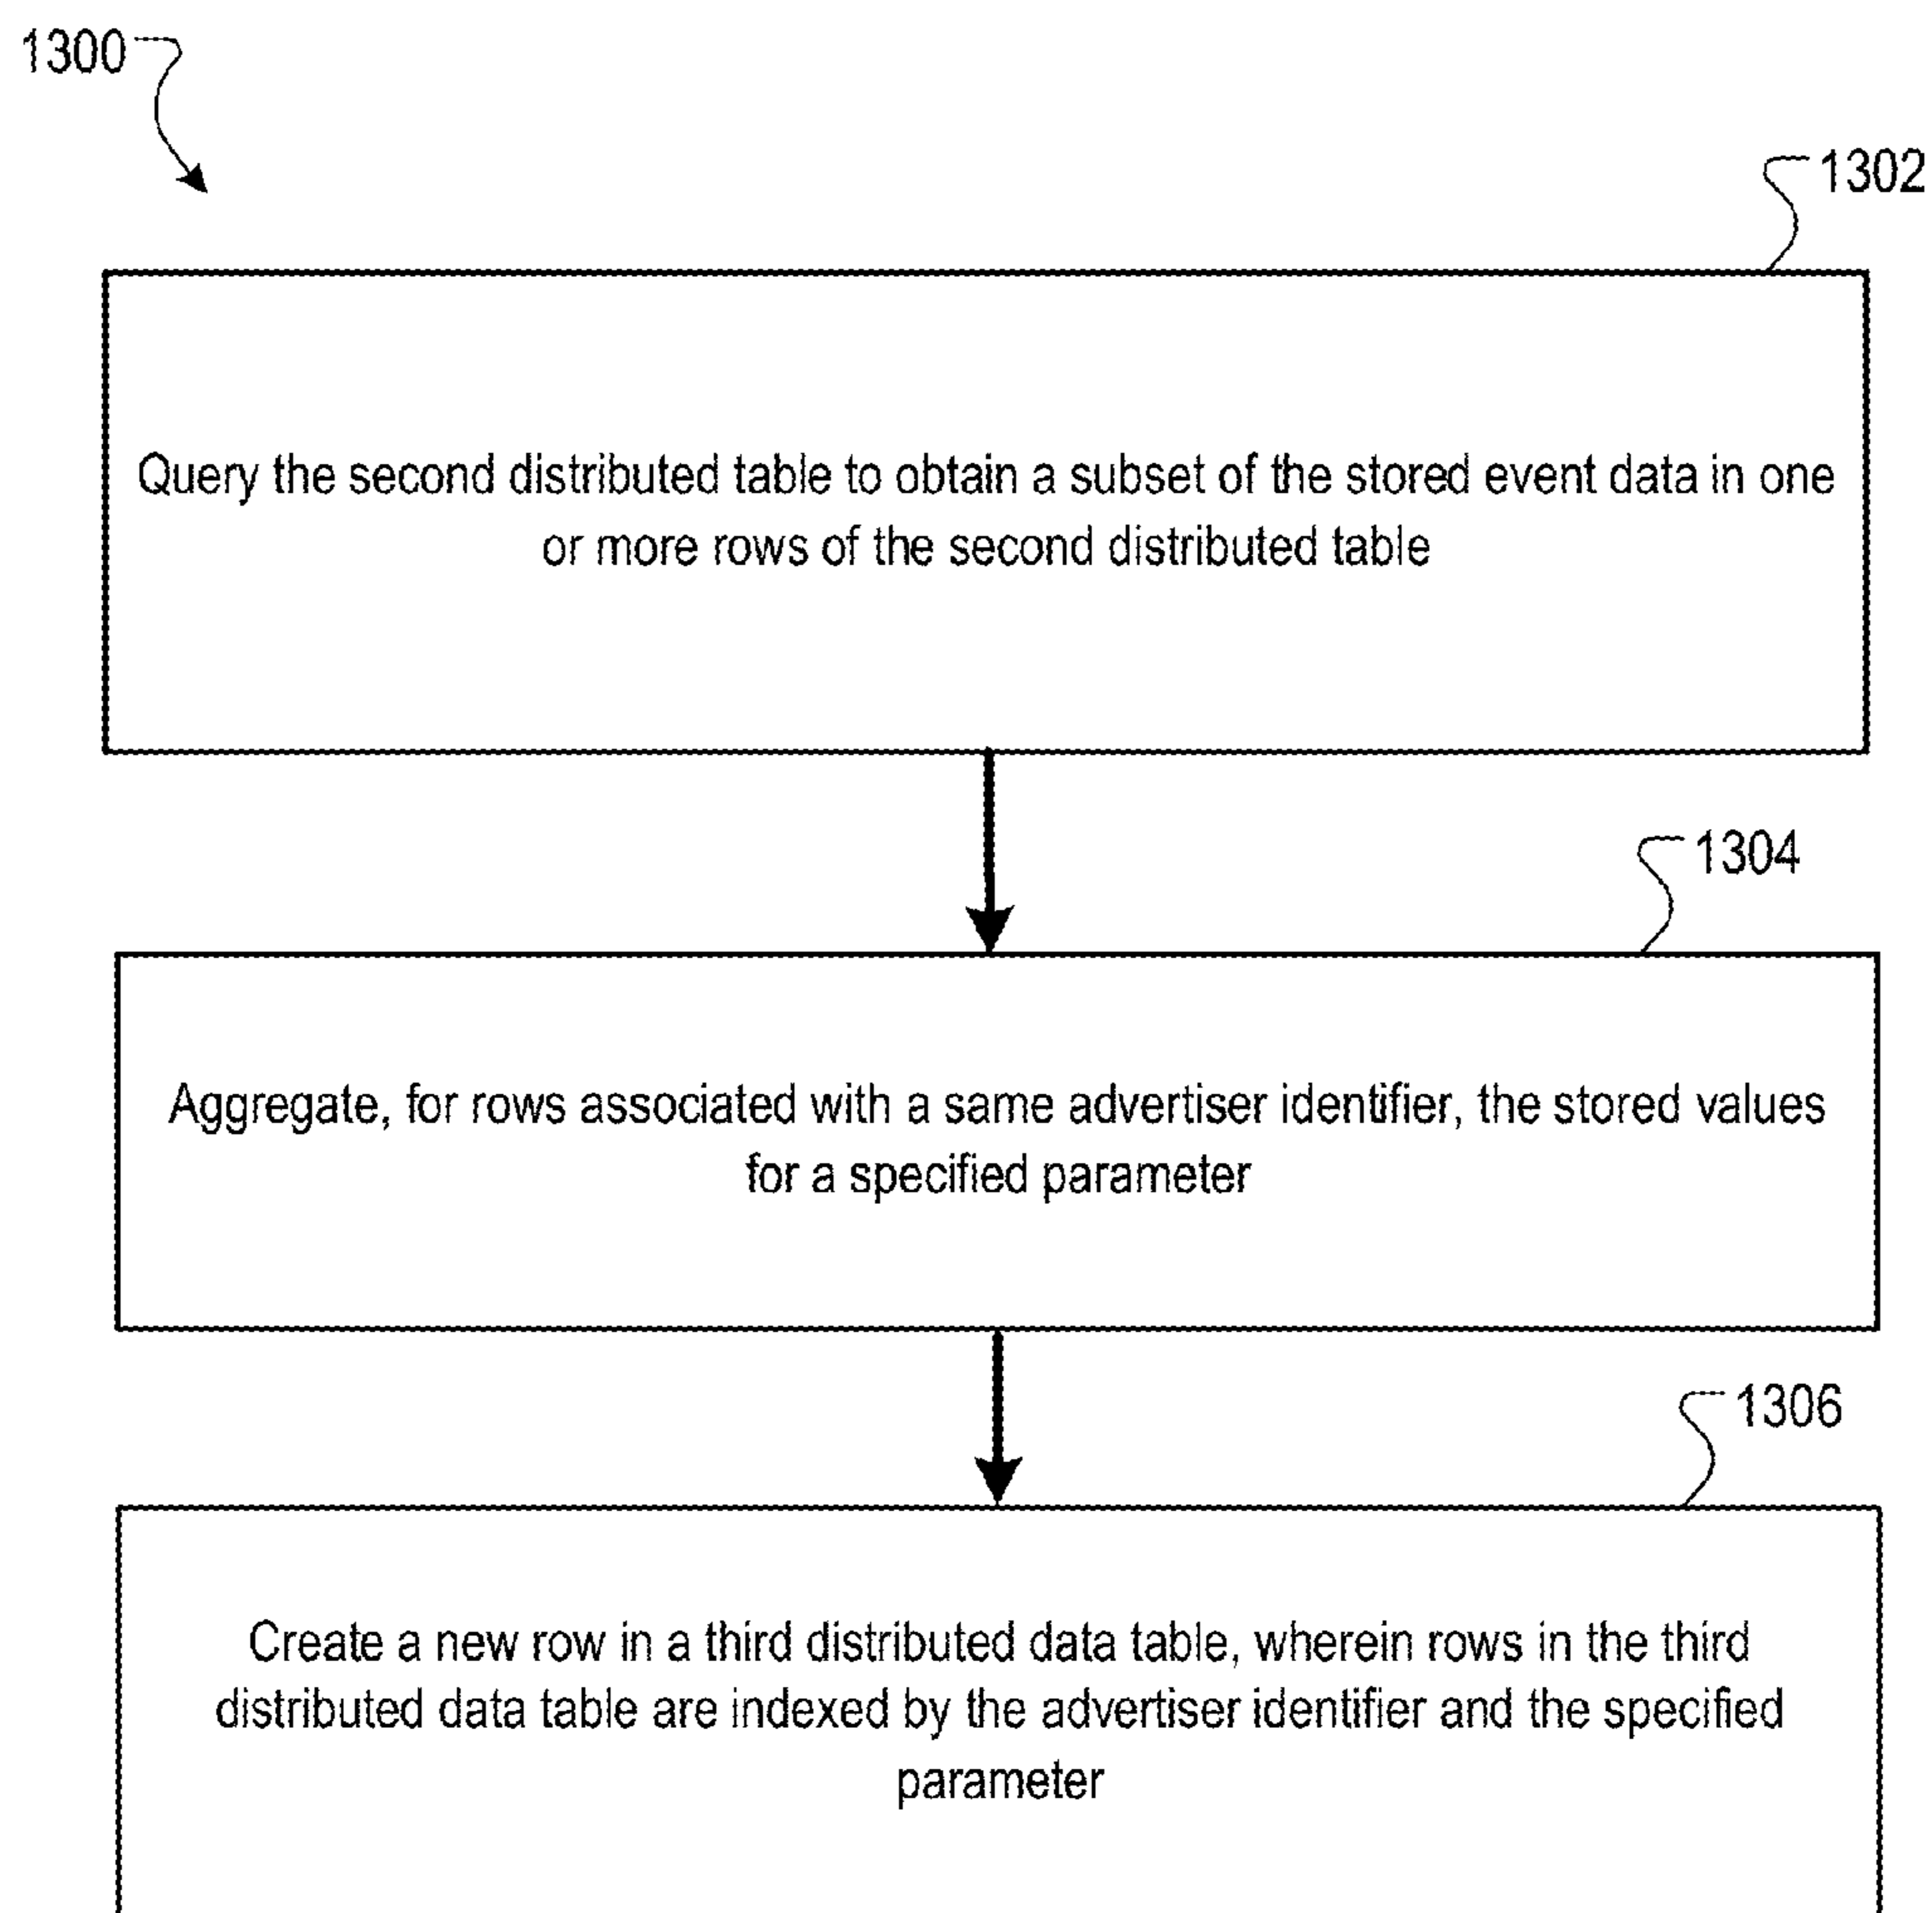 1300
1302
Query the second distributed table to obtain a subset of the stored event data in one
or more rows of the second distributed table
1304
Aggregate, for rows associated with a same advertiser identifier, the stored values
for a specified parameter
1306
Create a new row in a third distributed data table, wherein rows in the third
distributed data table are indexed by the advertiser identifier and the specified
parameter